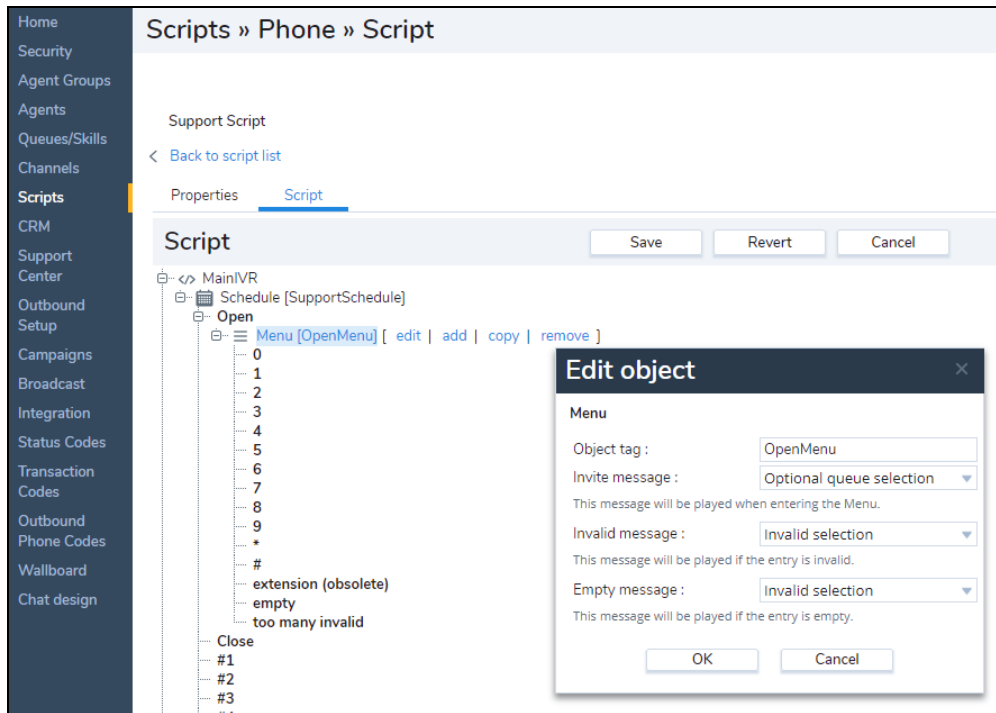 Home
Security
Agent Groups
Agents
Queues/Skills
Channels
Scripts
CRM
Support
Center
Outbound
Setup
Campaigns
Broadcast
Integration
Status Codes
Transaction
Codes
Outbound
Phone Codes
Wallboard
Chat design
Scripts » Phone » Script
Support Script
< Back to script list
Properties Script
Script Save Revert Cancel
</> MainIVR
Schedule [SupportSchedule]
Open
Menu [OpenMenu] [ edit | add | copy | remove ]
0
1
2
3
4
5
6
7
8
9
*
#
extension (obsolete)
empty
too many invalid
Close
#1
#2
#3
Edit object ×
Menu
Object tag : OpenMenu
Invite message : Optional queue selection
This message will be played when entering the Menu.
Invalid message : Invalid selection
This message will be played if the entry is invalid.
Empty message : Invalid selection
This message will be played if the entry is empty.
OK Cancel